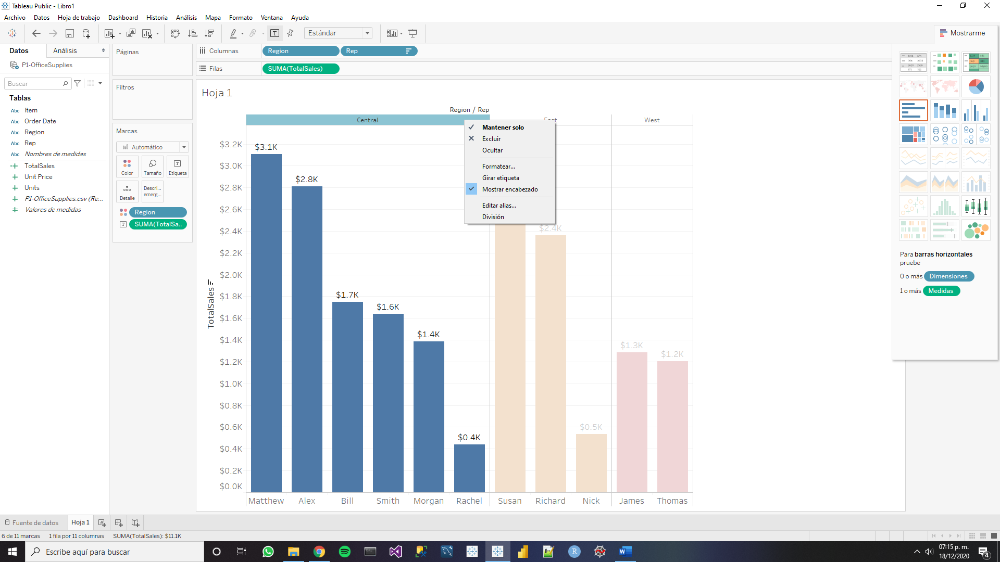 Tableau Public - Libro1
Archivo Datos Hoja de trabajo Dashboard Historia Análisis Mapa Formato Ventana Ayuda
Estándar
Mostrarme
Datos Análisis
P1-OfficeSupplies
Buscar
Tablas
Abc Item
Abc Order Date
Abc Region
Abc Rep
Abc Nombres de medidas
TotalSales
Unit Price
Units
P1-OfficeSupplies.csv (Re...
Valores de medidas
Páginas
Filtros
Marcas
Automático
Color Tamaño Etiqueta
Detalle Descri... emerg...
Region
SUMA(TotalSa..
Columnas Region Rep
Filas SUMA(TotalSales)
Hoja 1
Region / Rep
Central East West
Mantener solo
Excluir
Ocultar
Formatear...
Girar etiqueta
Mostrar encabezado
Editar alias...
División
TotalSales
$3.2K
$3.0K
$2.8K
$2.6K
$2.4K
$2.2K
$2.0K
$1.8K
$1.6K
$1.4K
$1.2K
$1.0K
$0.8K
$0.6K
$0.4K
$0.2K
$0.0K
$3.1K
$2.8K
$1.7K
$1.6K
$1.4K
$0.4K
$2.4K
$0.5K
$1.3K
$1.2K
Matthew Alex Bill Smith Morgan Rachel Susan Richard Nick James Thomas
Para barras horizontales
pruebe
0 o más Dimensiones
1 o más Medidas
Fuente de datos Hoja 1
6 de 11 marcas 1 fila por 11 columnas SUMA(TotalSales): $11.1K
Escribe aquí para buscar
07:15 p. m.
18/12/2020
4